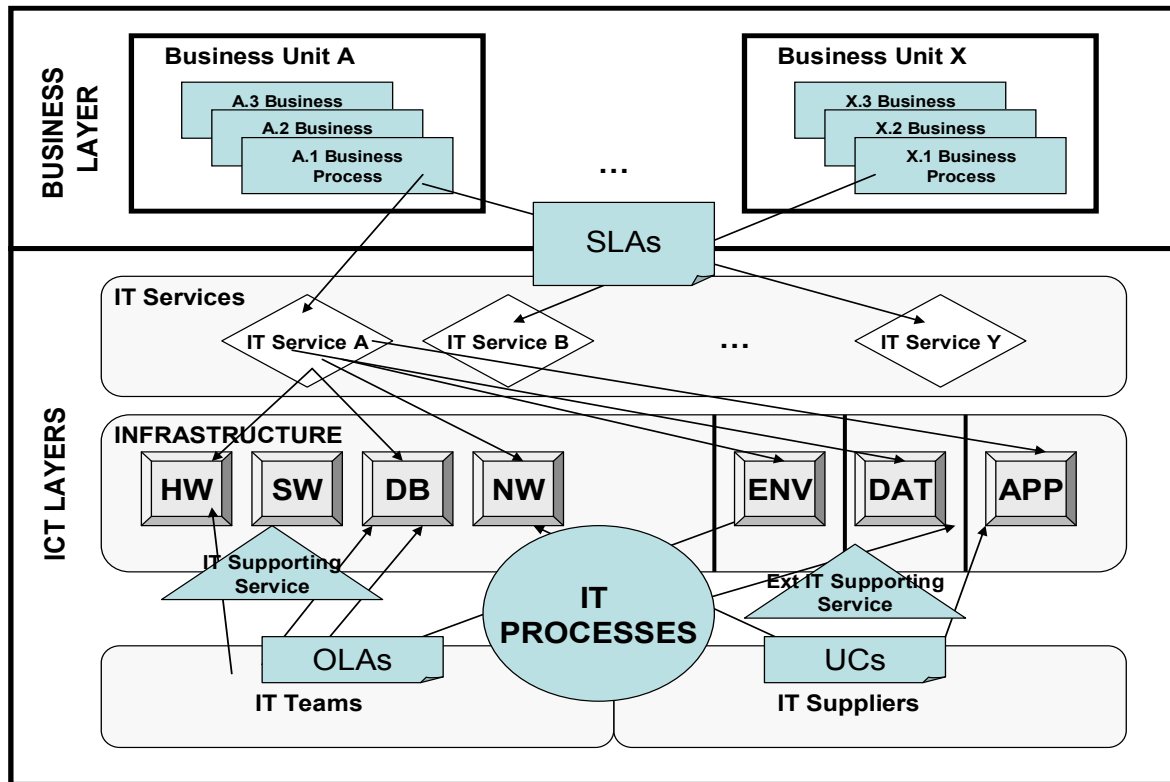 BUSINESS
LAYER
Business Unit A
A.3 Business
A.2 Business
A.1 Business
Process
...
Business Unit X
X.3 Business
X.2 Business
X.1 Business
Process
SLAs
ICT LAYERS
IT Services
IT Service A
IT Service B
...
IT Service Y
INFRASTRUCTURE
HW
SW
DB
NW
ENV
DAT
APP
IT Supporting
Service
IT
PROCESSES
Ext IT Supporting
Service
OLAs
UCs
IT Teams
IT Suppliers